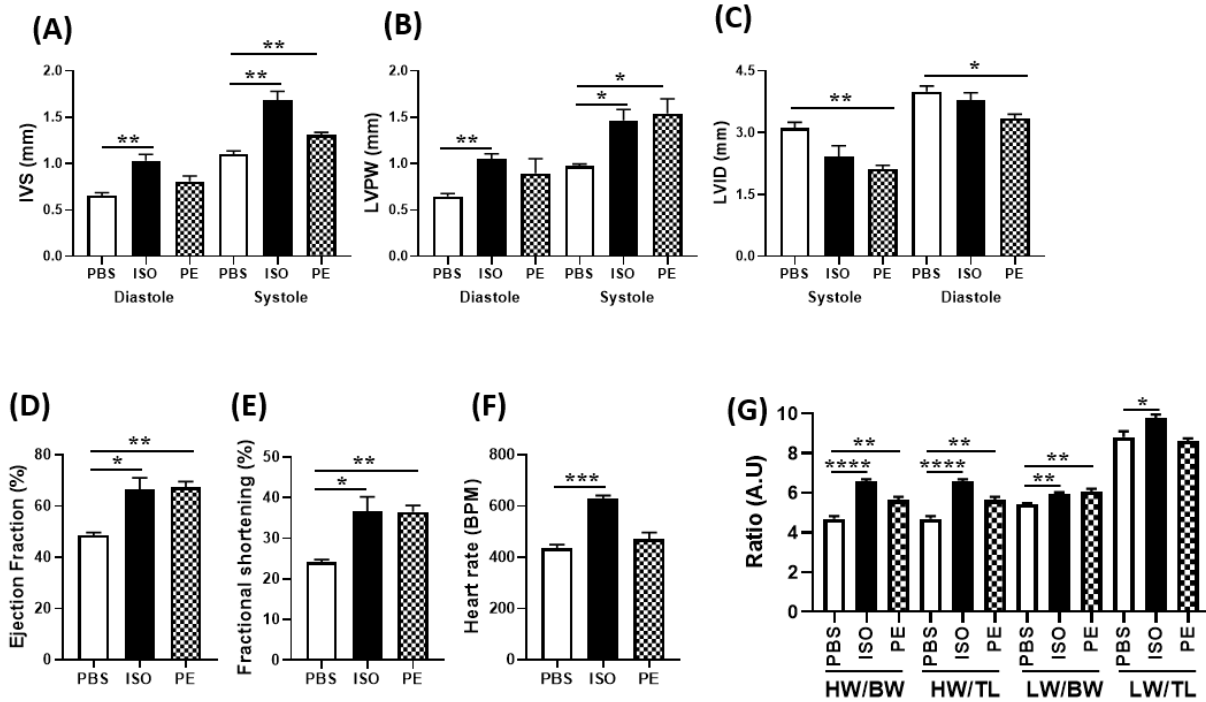 (A)
**
**
**
IVS (mm)
2.0
1.5
1.0
0.5
0.0
PBS ISO PE PBS ISO PE
Diastole Systole
(B)
*
*
**
LVPW (mm)
2.0
1.5
1.0
0.5
0.0
PBS ISO PE PBS ISO PE
Diastole Systole
(C)
*
**
LVID (mm)
4.5
3.0
1.5
0.0
PBS ISO PE PBS ISO PE
Systole Diastole
(D)
**
*
Ejection Fraction (%)
80
60
40
20
0
PBS ISO PE
(E)
**
*
Fractional shortening (%)
50
40
30
20
10
0
PBS ISO PE
(F)
***
Heart rate (BPM)
800
600
400
200
0
PBS ISO PE
(G)
*
** ** **
**** **** **
Ratio (A.U)
10
8
6
4
2
0
PBS ISO PE PBS ISO PE PBS ISO PE PBS ISO PE
HW/BW HW/TL LW/BW LW/TL